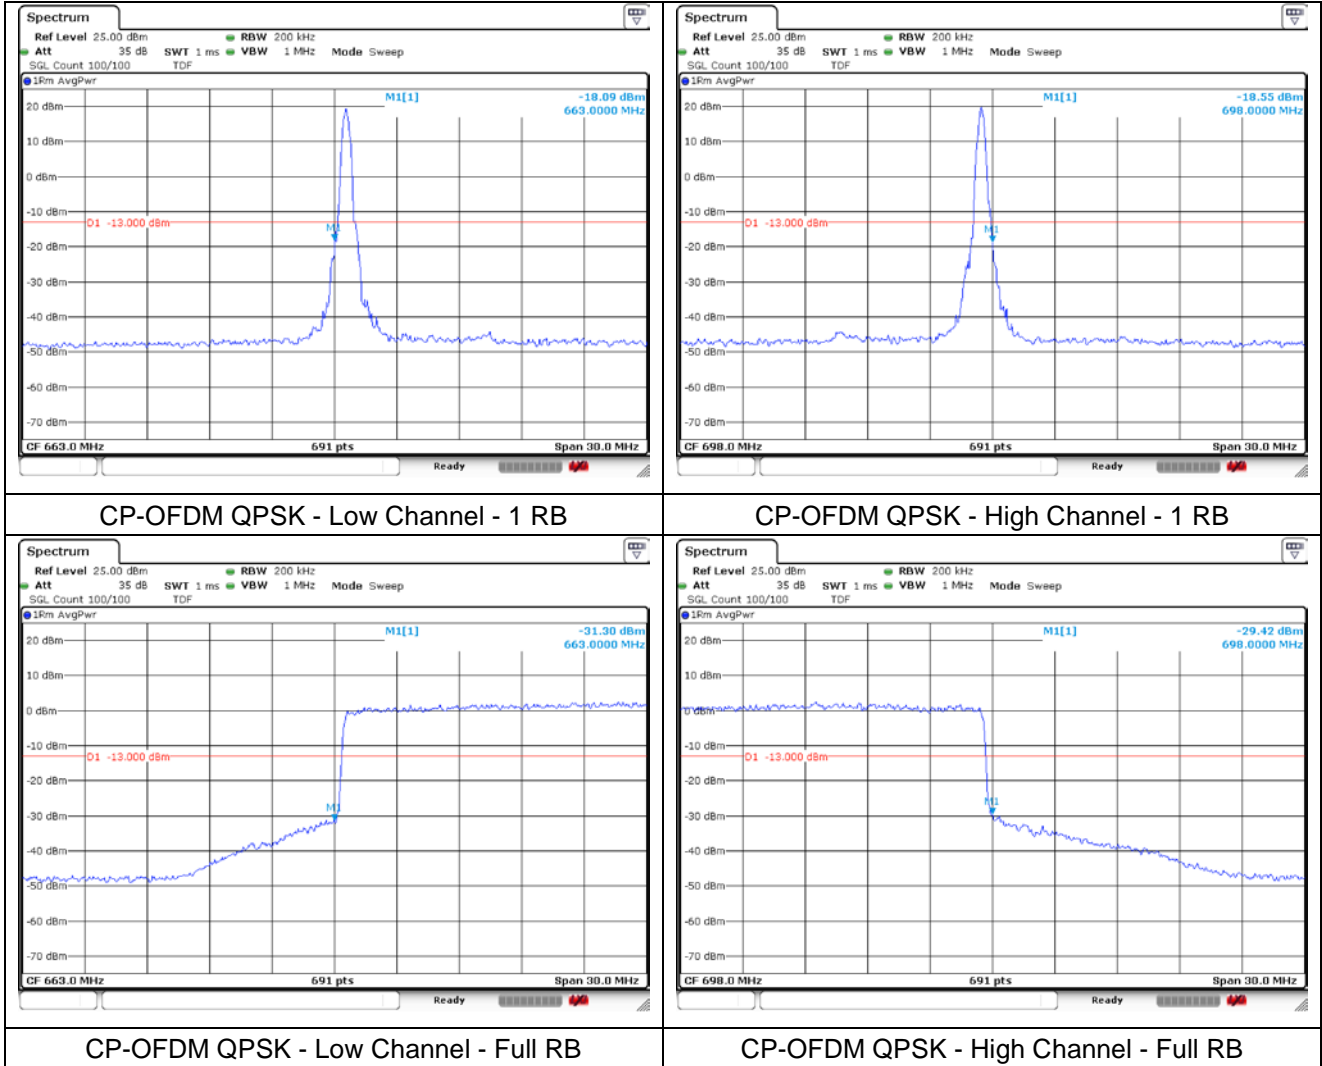 Spectrum
Ref Level 25.00 dBm RBW 200 kHz
Att 35 dB SWT 1 ms VBW 1 MHz Mode Sweep
SGL Count 100/100 TDF
1Rm AvgPwr
M1[1] -18.09 dBm
663.0000 MHz
20 dBm
10 dBm
0 dBm
-10 dBm
D1 -13.000 dBm
M1
-20 dBm
-30 dBm
-40 dBm
-50 dBm
-60 dBm
-70 dBm
CF 663.0 MHz 691 pts Span 30.0 MHz
Ready
Spectrum
Ref Level 25.00 dBm RBW 200 kHz
Att 35 dB SWT 1 ms VBW 1 MHz Mode Sweep
SGL Count 100/100 TDF
1Rm AvgPwr
M1[1] -18.55 dBm
698.0000 MHz
20 dBm
10 dBm
0 dBm
-10 dBm
D1 -13.000 dBm
M1
-20 dBm
-30 dBm
-40 dBm
-50 dBm
-60 dBm
-70 dBm
CF 698.0 MHz 691 pts Span 30.0 MHz
Ready
CP-OFDM QPSK - Low Channel - 1 RB
CP-OFDM QPSK - High Channel - 1 RB
Spectrum
Ref Level 25.00 dBm RBW 200 kHz
Att 35 dB SWT 1 ms VBW 1 MHz Mode Sweep
SGL Count 100/100 TDF
1Rm AvgPwr
M1[1] -31.30 dBm
663.0000 MHz
20 dBm
10 dBm
0 dBm
-10 dBm
D1 -13.000 dBm
-20 dBm
M1
-30 dBm
-40 dBm
-50 dBm
-60 dBm
-70 dBm
CF 663.0 MHz 691 pts Span 30.0 MHz
Ready
Spectrum
Ref Level 25.00 dBm RBW 200 kHz
Att 35 dB SWT 1 ms VBW 1 MHz Mode Sweep
SGL Count 100/100 TDF
1Rm AvgPwr
M1[1] -29.42 dBm
698.0000 MHz
20 dBm
10 dBm
0 dBm
-10 dBm
D1 -13.000 dBm
-20 dBm
M1
-30 dBm
-40 dBm
-50 dBm
-60 dBm
-70 dBm
CF 698.0 MHz 691 pts Span 30.0 MHz
Ready
CP-OFDM QPSK - Low Channel - Full RB
CP-OFDM QPSK - High Channel - Full RB